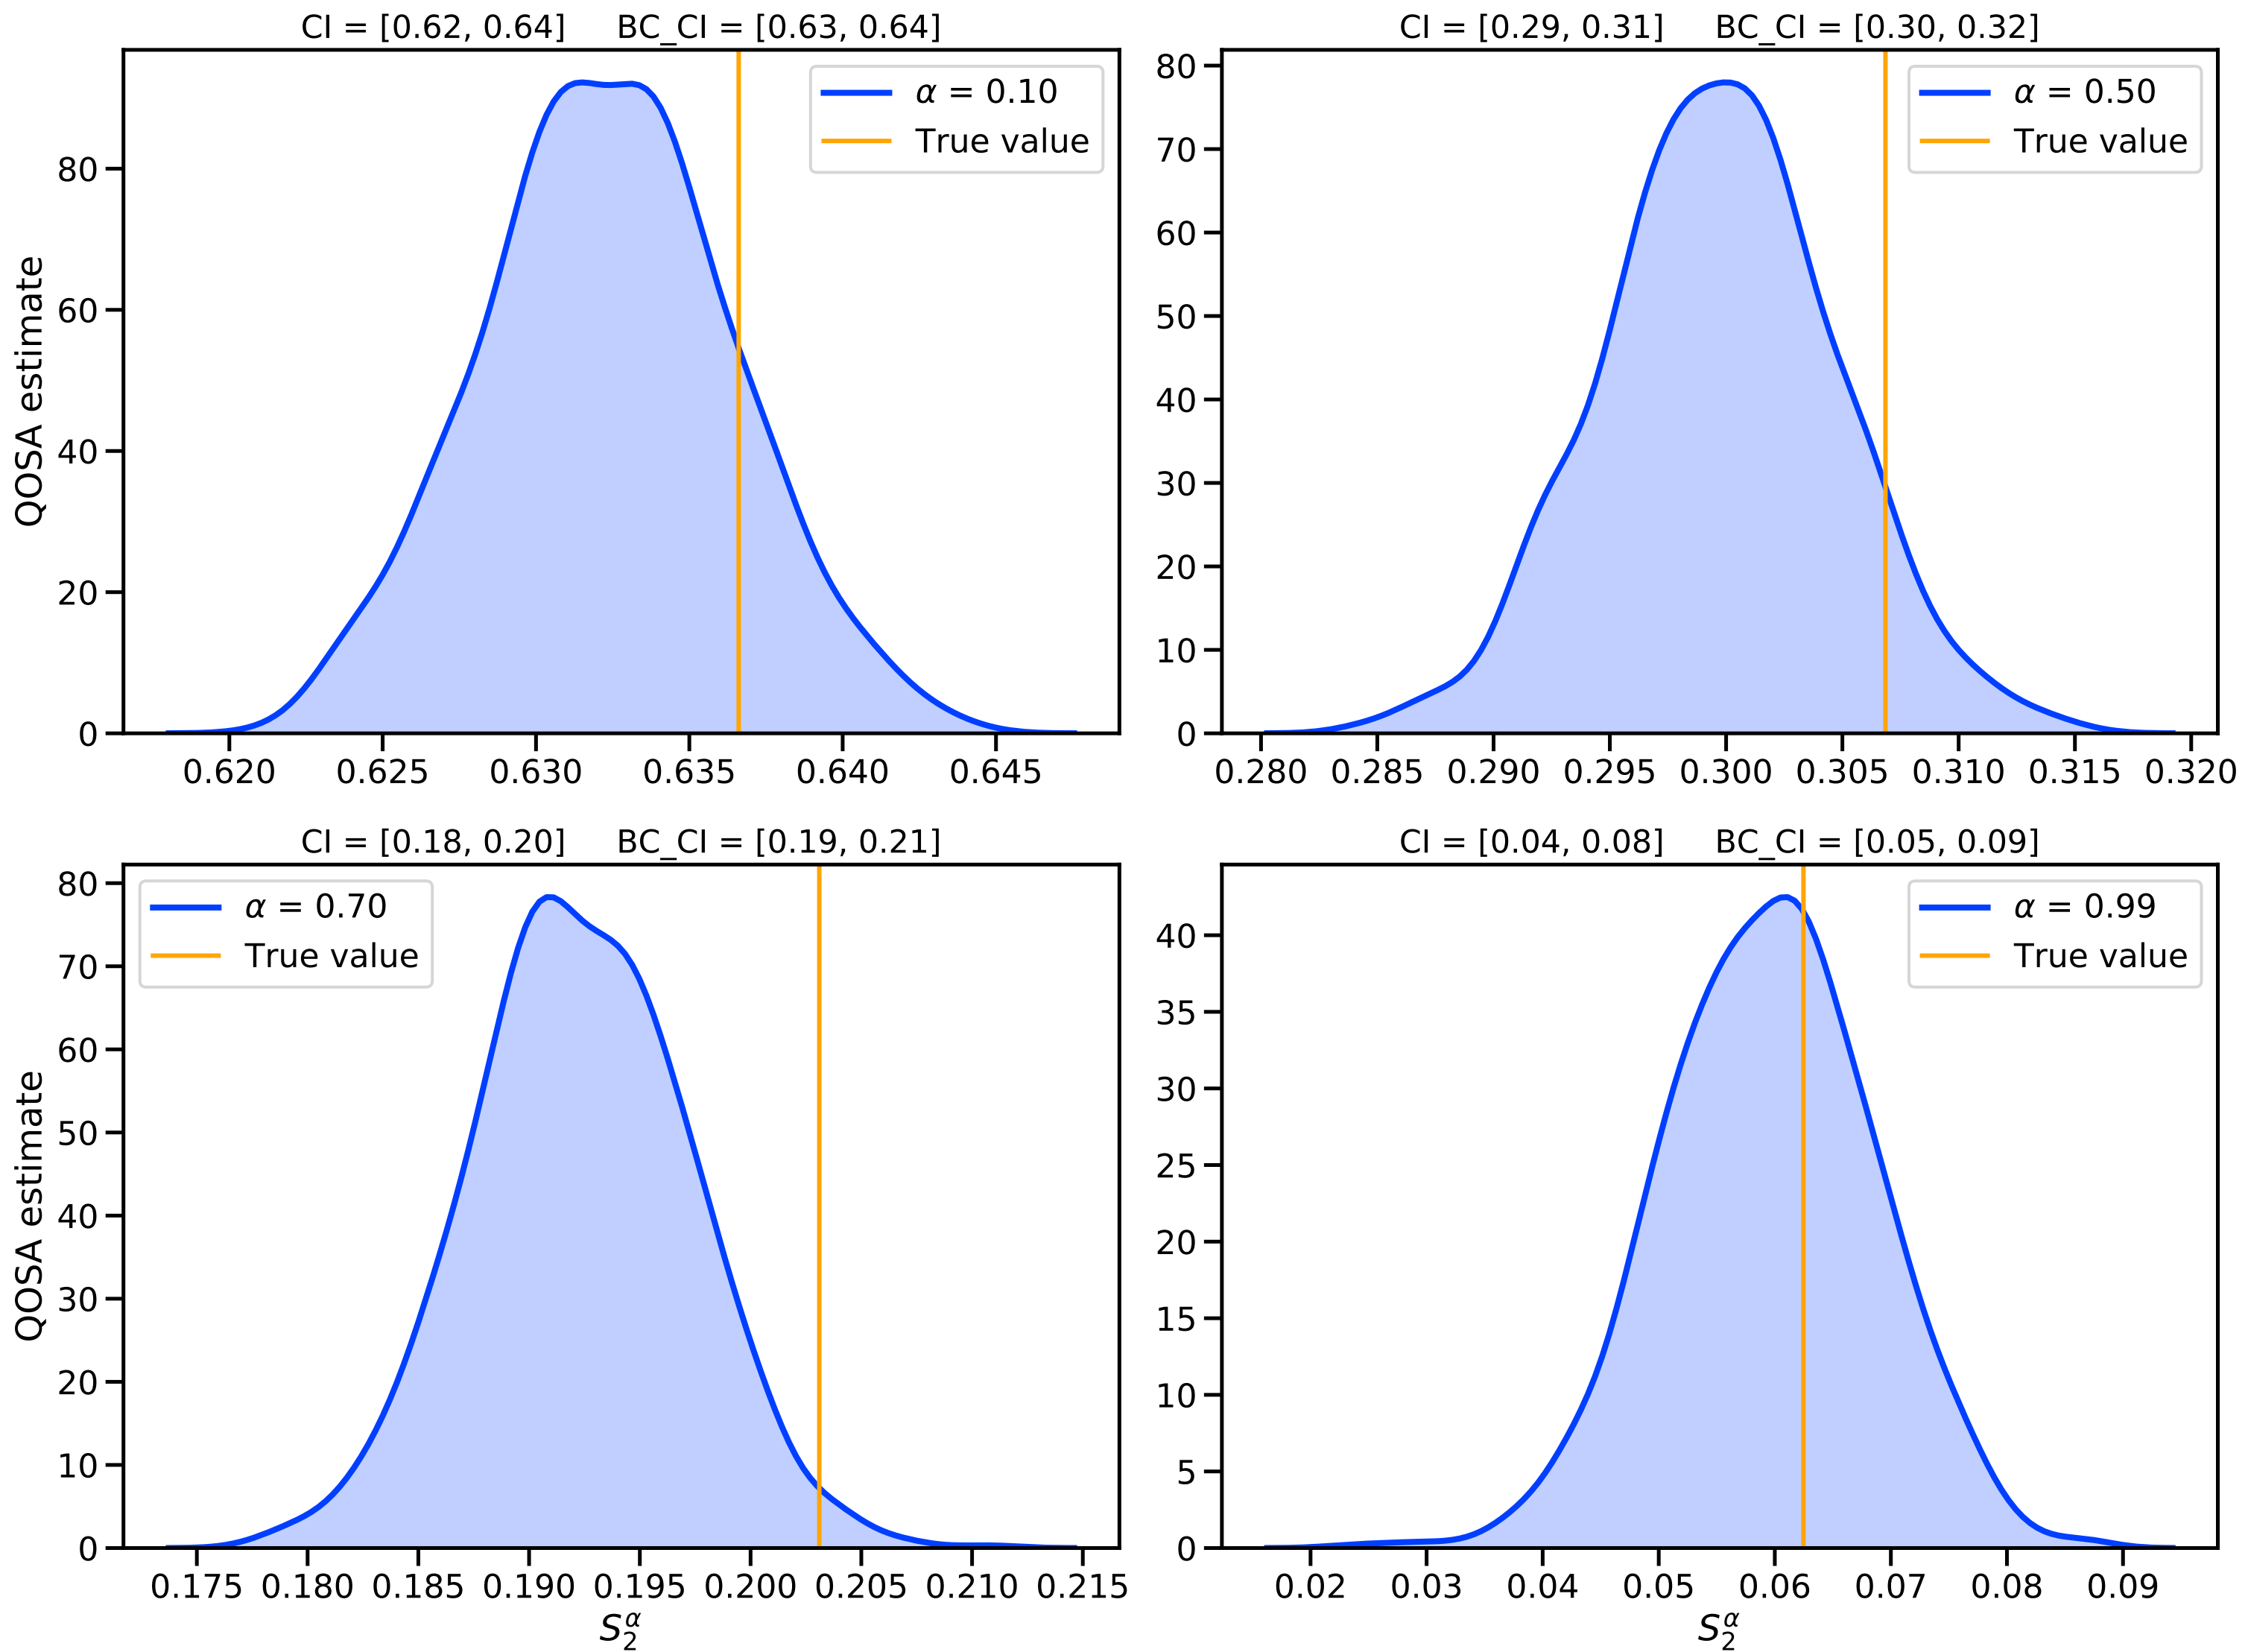 CI = [0.62, 0.64] BC_CI = [0.63, 0.64]
α = 0.10
True value
QOSA estimate
80
60
40
20
0
0.620 0.625 0.630 0.635 0.640 0.645
CI = [0.29, 0.31] BC_CI = [0.30, 0.32]
α = 0.50
True value
80
70
60
50
40
30
20
10
0
0.280 0.285 0.290 0.295 0.300 0.305 0.310 0.315 0.320
CI = [0.18, 0.20] BC_CI = [0.19, 0.21]
α = 0.70
True value
QOSA estimate
80
70
60
50
40
30
20
10
0
0.175 0.180 0.185 0.190 0.195 0.200 0.205 0.210 0.215
S₂^α
CI = [0.04, 0.08] BC_CI = [0.05, 0.09]
α = 0.99
True value
40
35
30
25
20
15
10
5
0
0.02 0.03 0.04 0.05 0.06 0.07 0.08 0.09
S₂^α